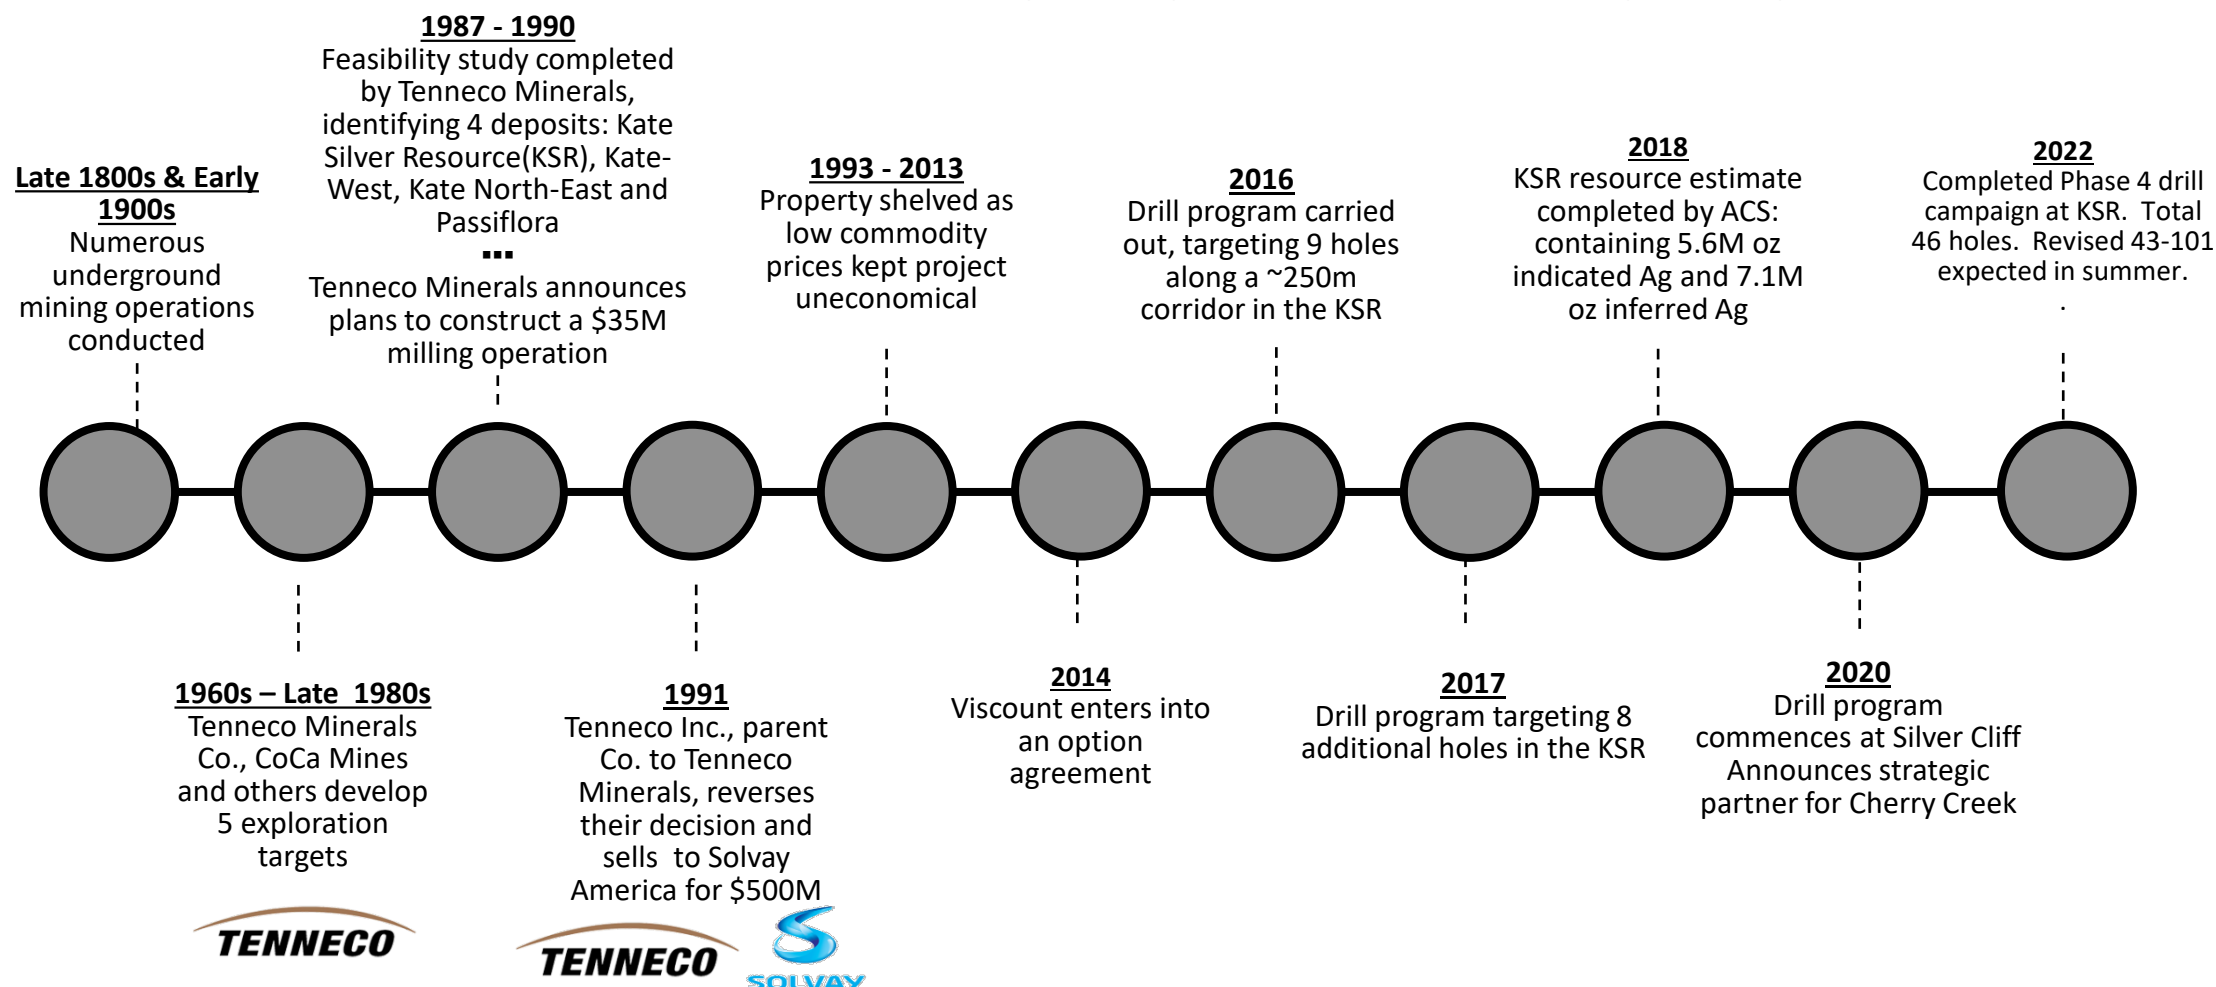 1987 - 1990
Feasibility study completed
by Tenneco Minerals,
identifying 4 deposits: Kate
Silver Resource(KSR), Kate-
West, Kate North-East and
Passiflora
...
Tenneco Minerals announces
plans to construct a $35M
milling operation
Late 1800s & Early
1900s
Numerous
underground
mining operations
conducted
1993 - 2013
Property shelved as
low commodity
prices kept project
uneconomical
2016
Drill program carried
out, targeting 9 holes
along a ~250m
corridor in the KSR
2018
KSR resource estimate
completed by ACS:
containing 5.6M oz
indicated Ag and 7.1M
oz inferred Ag
2022
Completed Phase 4 drill
campaign at KSR.  Total
46 holes.  Revised 43-101
expected in summer.
.
1960s – Late  1980s
Tenneco Minerals
Co., CoCa Mines
and others develop
5 exploration
targets
TENNECO
1991
Tenneco Inc., parent
Co. to Tenneco
Minerals, reverses
their decision and
sells  to Solvay
America for $500M
TENNECO
SOLVAY
2014
Viscount enters into
an option
agreement
2017
Drill program targeting 8
additional holes in the KSR
2020
Drill program
commences at Silver Cliff
Announces strategic
partner for Cherry Creek